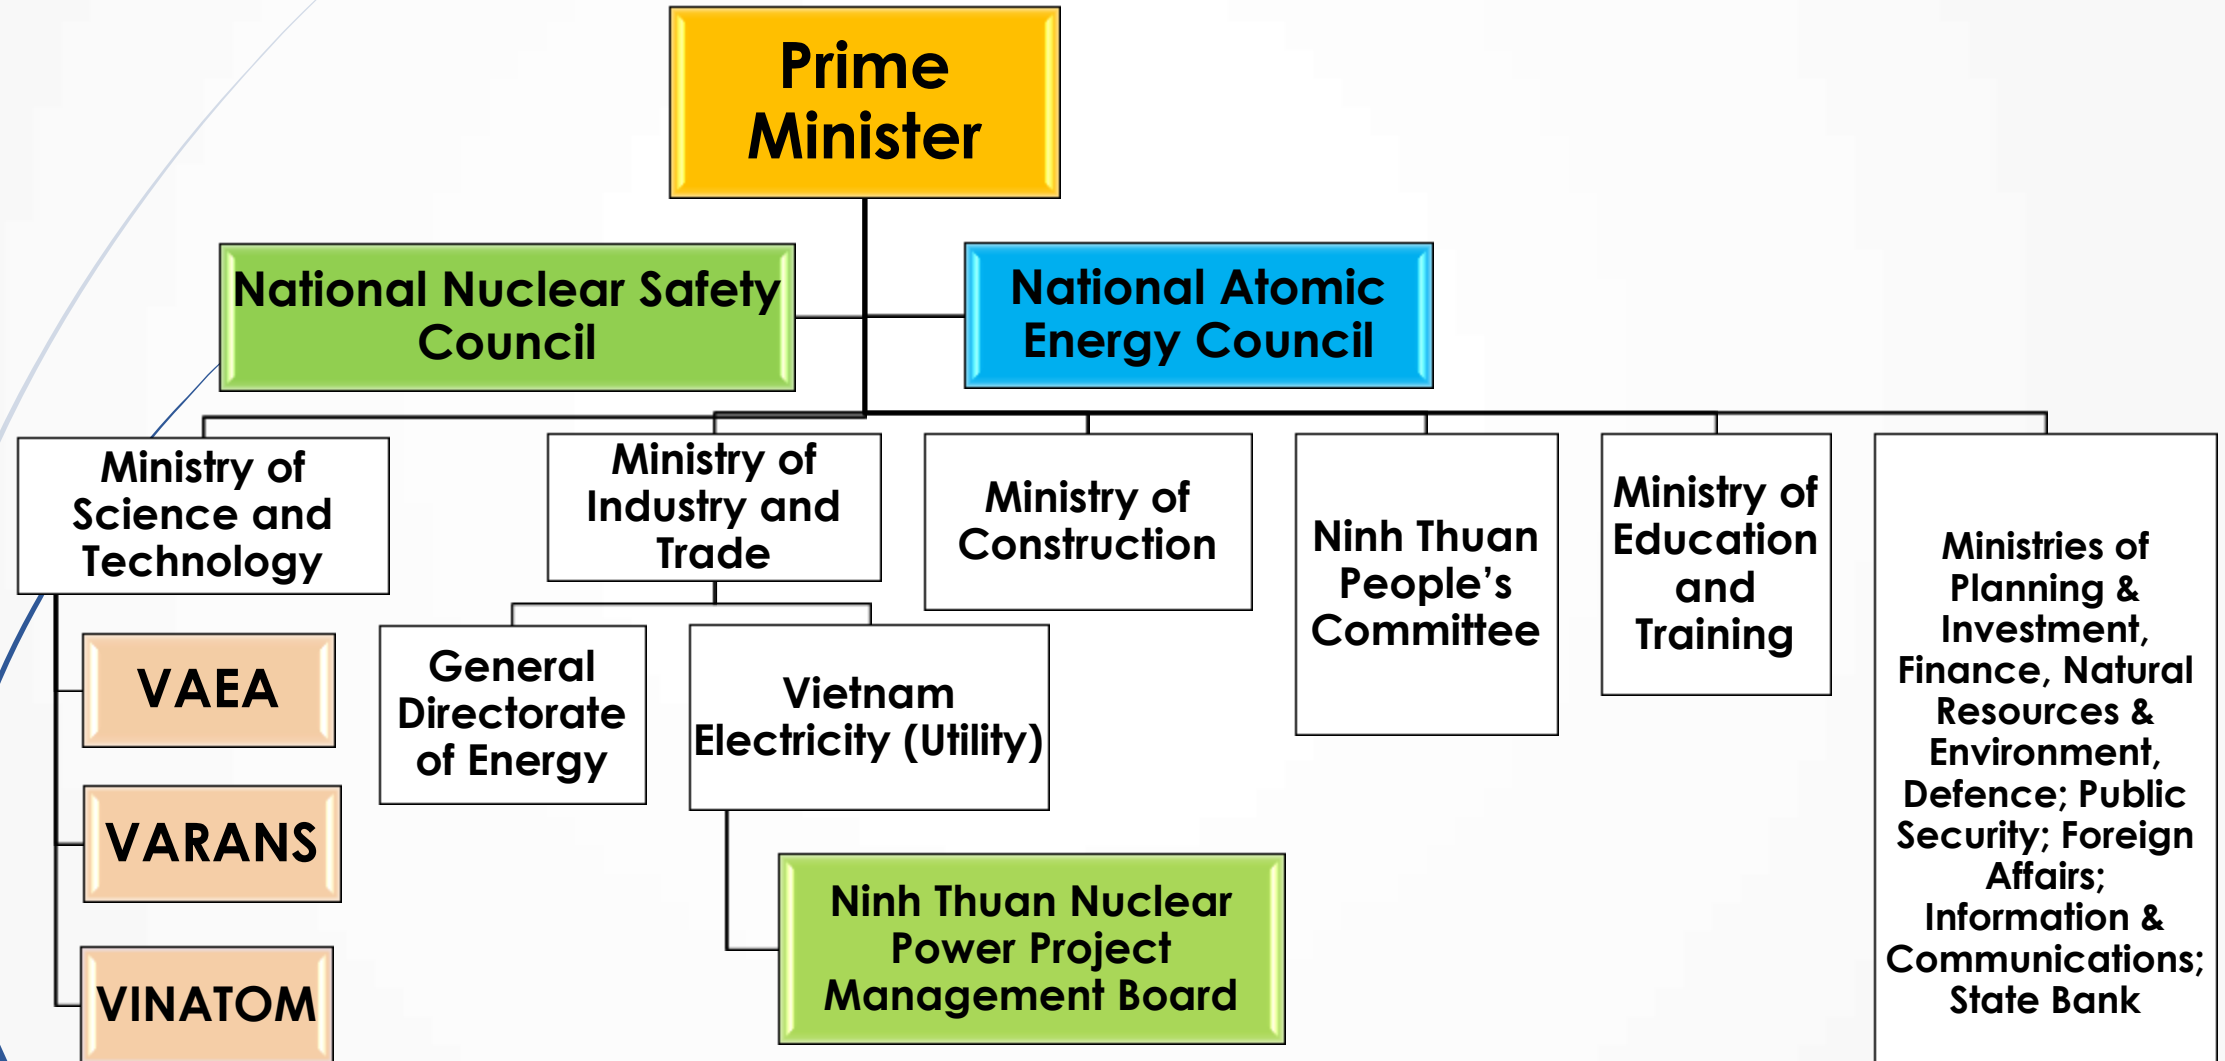 Prime
Minister
National Nuclear Safety
Council
National Atomic
Energy Council
Ministry of
Science and
Technology
Ministry of
Industry and
Trade
Ministry of
Construction
Ninh Thuan
People’s
Committee
Ministry of
Education
and
Training
Ministries of
Planning &
Investment,
Finance, Natural
Resources &
Environment,
Defence; Public
Security; Foreign
Affairs;
Information &
Communications;
State Bank
VAEA
VARANS
VINATOM
General
Directorate
of Energy
Vietnam
Electricity (Utility)
Ninh Thuan Nuclear
Power Project
Management Board